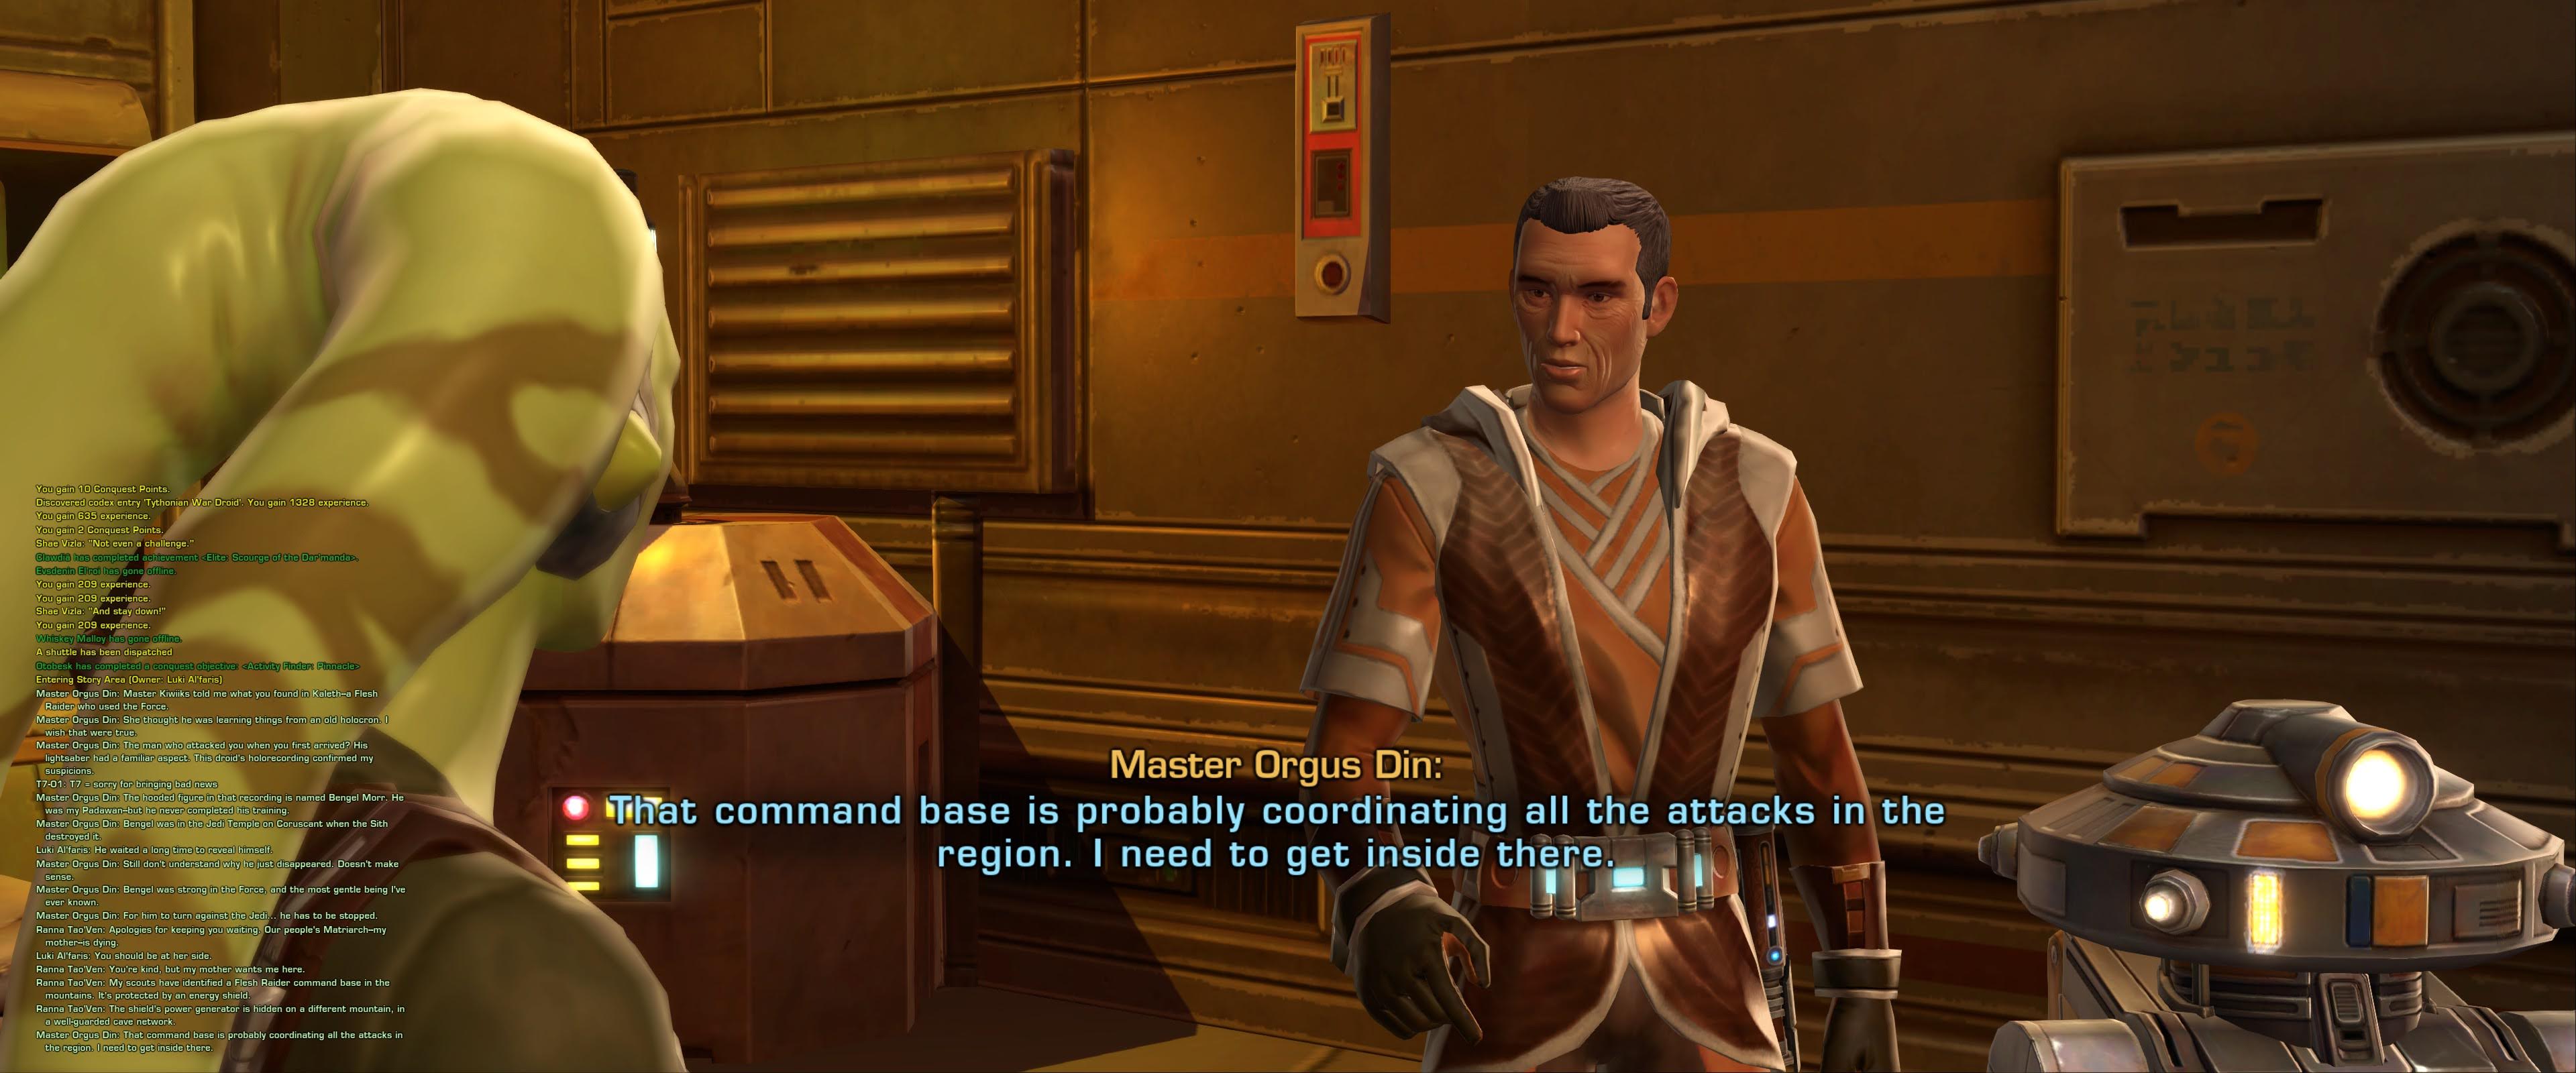 You gain 10 Conquest Points.
Discovered codex entry 'Tythonian War Droid'. You gain 1328 experience.
You gain 635 experience.
You gain 2 Conquest Points.
Shae Vizla: "Not even a challenge."
Clawdiä has completed achievement <Elite: Scourge of the Dar'manda>.
Evsdenin El'roi has gone offline.
You gain 209 experience.
You gain 209 experience.
Shae Vizla: "And stay down!"
You gain 209 experience.
Whiskey Malloy has gone offline.
A shuttle has been dispatched
Otobesk has completed a conquest objective: <Activity Finder: Pinnacle>
Entering Story Area (Owner: Luki Al'faris)
Master Orgus Din: Master Kiwiks told me what you found in Kaleth—a Flesh
Raider who used the Force.
Master Orgus Din: She thought he was learning things from an old holocron. I
wish that were true.
Master Orgus Din: The man who attacked you when you first arrived? His
lightsaber had a familiar aspect. This droid's holorecording confirmed my
suspicions.
T7-01: T7 = sorry for bringing bad news
Master Orgus Din: The hooded figure in that recording is named Bengel Morr. He
was my Padawan—but he never completed his training.
Master Orgus Din: Bengel was in the Jedi Temple on Coruscant when the Sith
destroyed it.
Luki Al'faris: He waited a long time to reveal himself.
Master Orgus Din: Still don't understand why he just disappeared. Doesn't make
sense.
Master Orgus Din: Bengel was strong in the Force, and the most gentle being I've
ever known.
Master Orgus Din: For him to turn against the Jedi... he has to be stopped.
Ranna Tao'Ven: Apologies for keeping you waiting. Our people's Matriarch—my
mother—is dying.
Luki Al'faris: You should be at her side.
Ranna Tao'Ven: You're kind, but my mother wants me here.
Ranna Tao'Ven: My scouts have identified a Flesh Raider command base in the
mountains. It's protected by an energy shield.
Ranna Tao'Ven: The shield's power generator is hidden on a different mountain, in
a well-guarded cave network.
Master Orgus Din: That command base is probably coordinating all the attacks in
the region. I need to get inside there.
Master Orgus Din:
That command base is probably coordinating all the attacks in the
region. I need to get inside there.